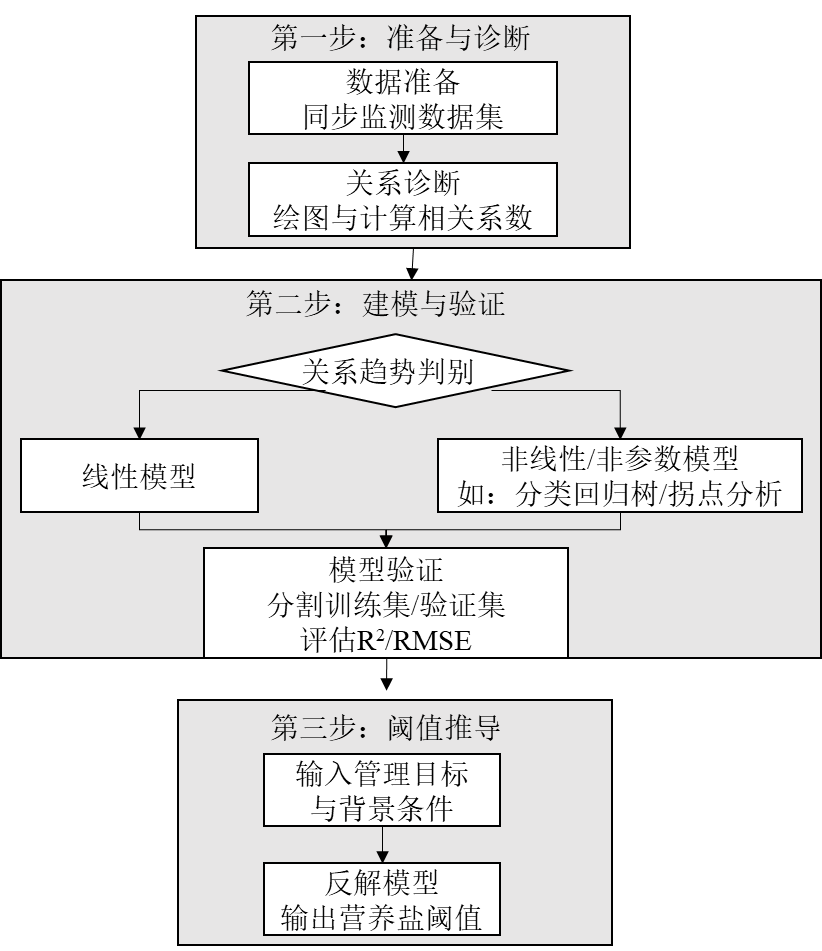 第一步：准备与诊断
数据准备
同步监测数据集
关系诊断
绘图与计算相关系数
第二步：建模与验证
关系趋势判别
线性模型
非线性/非参数模型
如：分类回归树/拐点分析
模型验证
分割训练集/验证集
评估R²/RMSE
第三步：阈值推导
输入管理目标
与背景条件
反解模型
输出营养盐阈值